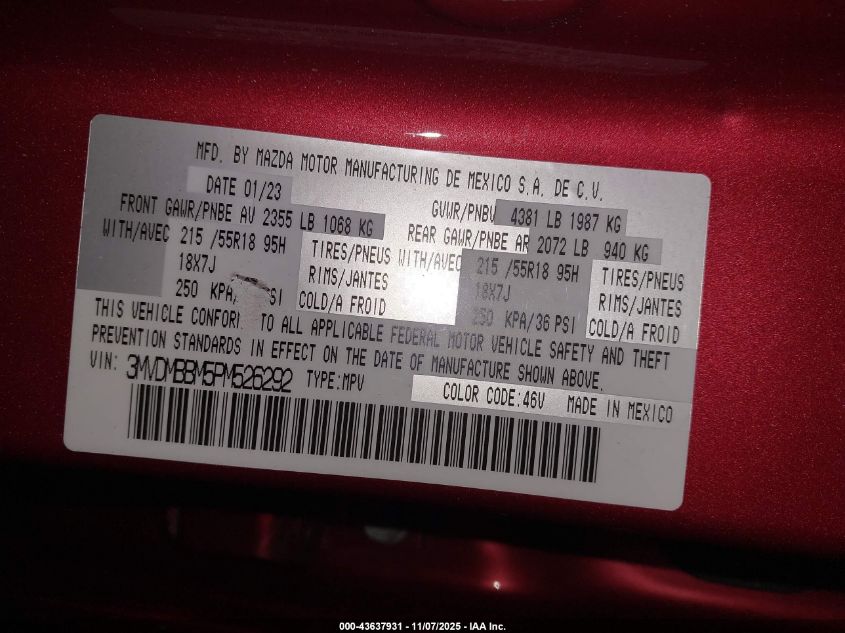 MFD. BY MAZDA MOTOR MANUFACTURING DE MEXICO S.A. DE C.V.
DATE 01/23 GVWR/PNBV 4381 LB 1987 KG
FRONT GAWR/PNBE AV 2355 LB 1068 KG REAR GAWR/PNBE AR 2072 LB 940 KG
WITH/AVEC 215 /55R18 95H TIRES/PNEUS WITH/AVEC 215 /55R18 95H TIRES/PNEUS
18X7J RIMS/JANTES 18X7J RIMS/JANTES
250 KPA/ SI COLD/A FROID 250 KPA/36 PSI COLD/A FROID
THIS VEHICLE CONFOR TO ALL APPLICABLE FEDERAL MOTOR VEHICLE SAFETY AND THEFT
PREVENTION STANDARDS IN EFFECT ON THE DATE OF MANUFACTURE SHOWN ABOVE.
VIN: 3MVDMBBM5PM526292 TYPE:MPV COLOR CODE:46V MADE IN MEXICO
000-43637931 - 11/07/2025 - IAA Inc.